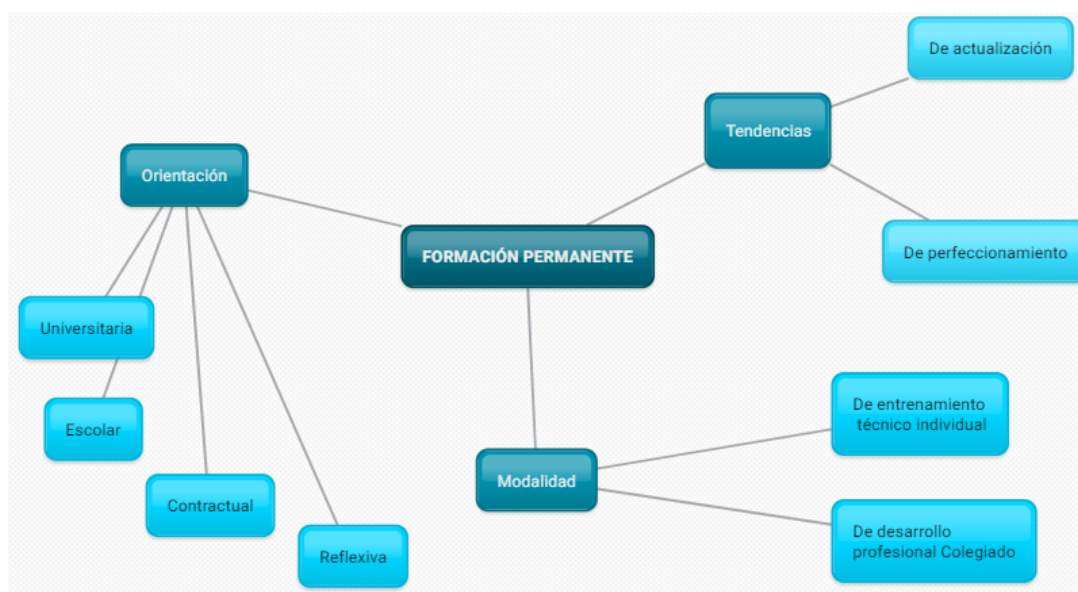 De actualización
Tendencias
Orientación
FORMACIÓN PERMANENTE
De perfeccionamiento
Universitaria
Escolar
Contractual
Reflexiva
Modalidad
De entrenamiento
técnico individual
De desarrollo
profesional Colegiado